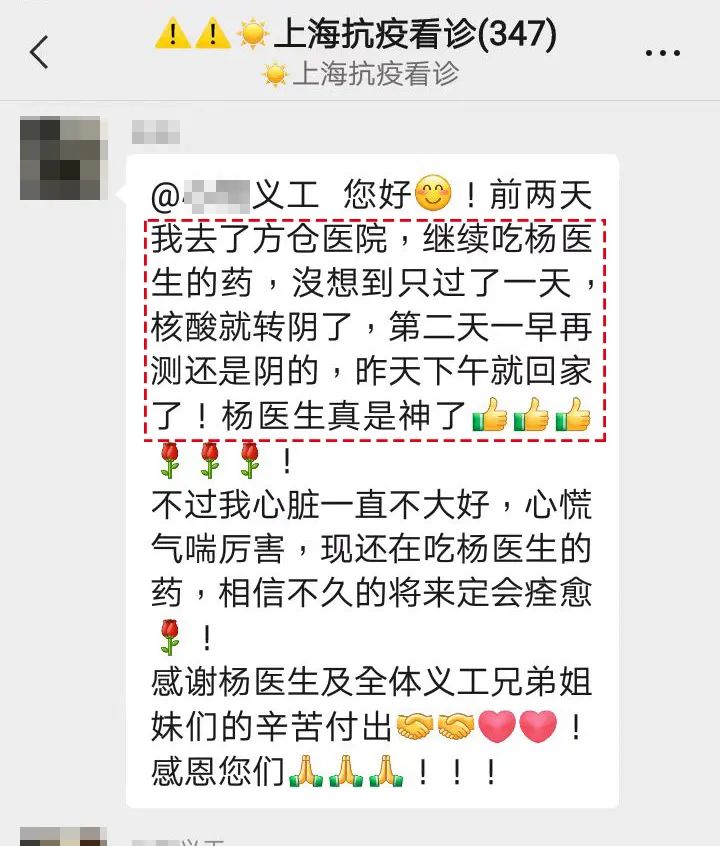 ⚠️⚠️☀️上海抗疫看诊(347)
☀️上海抗疫看诊
@ 义工 您好😊！前两天
我去了方仓医院，继续吃杨医
生的药，沒想到只过了一天，
核酸就转阴了，第二天一早再
测还是阴的，昨天下午就回家
了！杨医生真是神了👍👍👍
🌹🌹🌹！
不过我心脏一直不大好，心慌
气喘厉害，现还在吃杨医生的
药，相信不久的将来定会痊愈
🌹！
感谢杨医生及全体义工兄弟姐
妹们的辛苦付出🤝🤝❤️❤️！
感恩您们🙏🙏🙏！！！